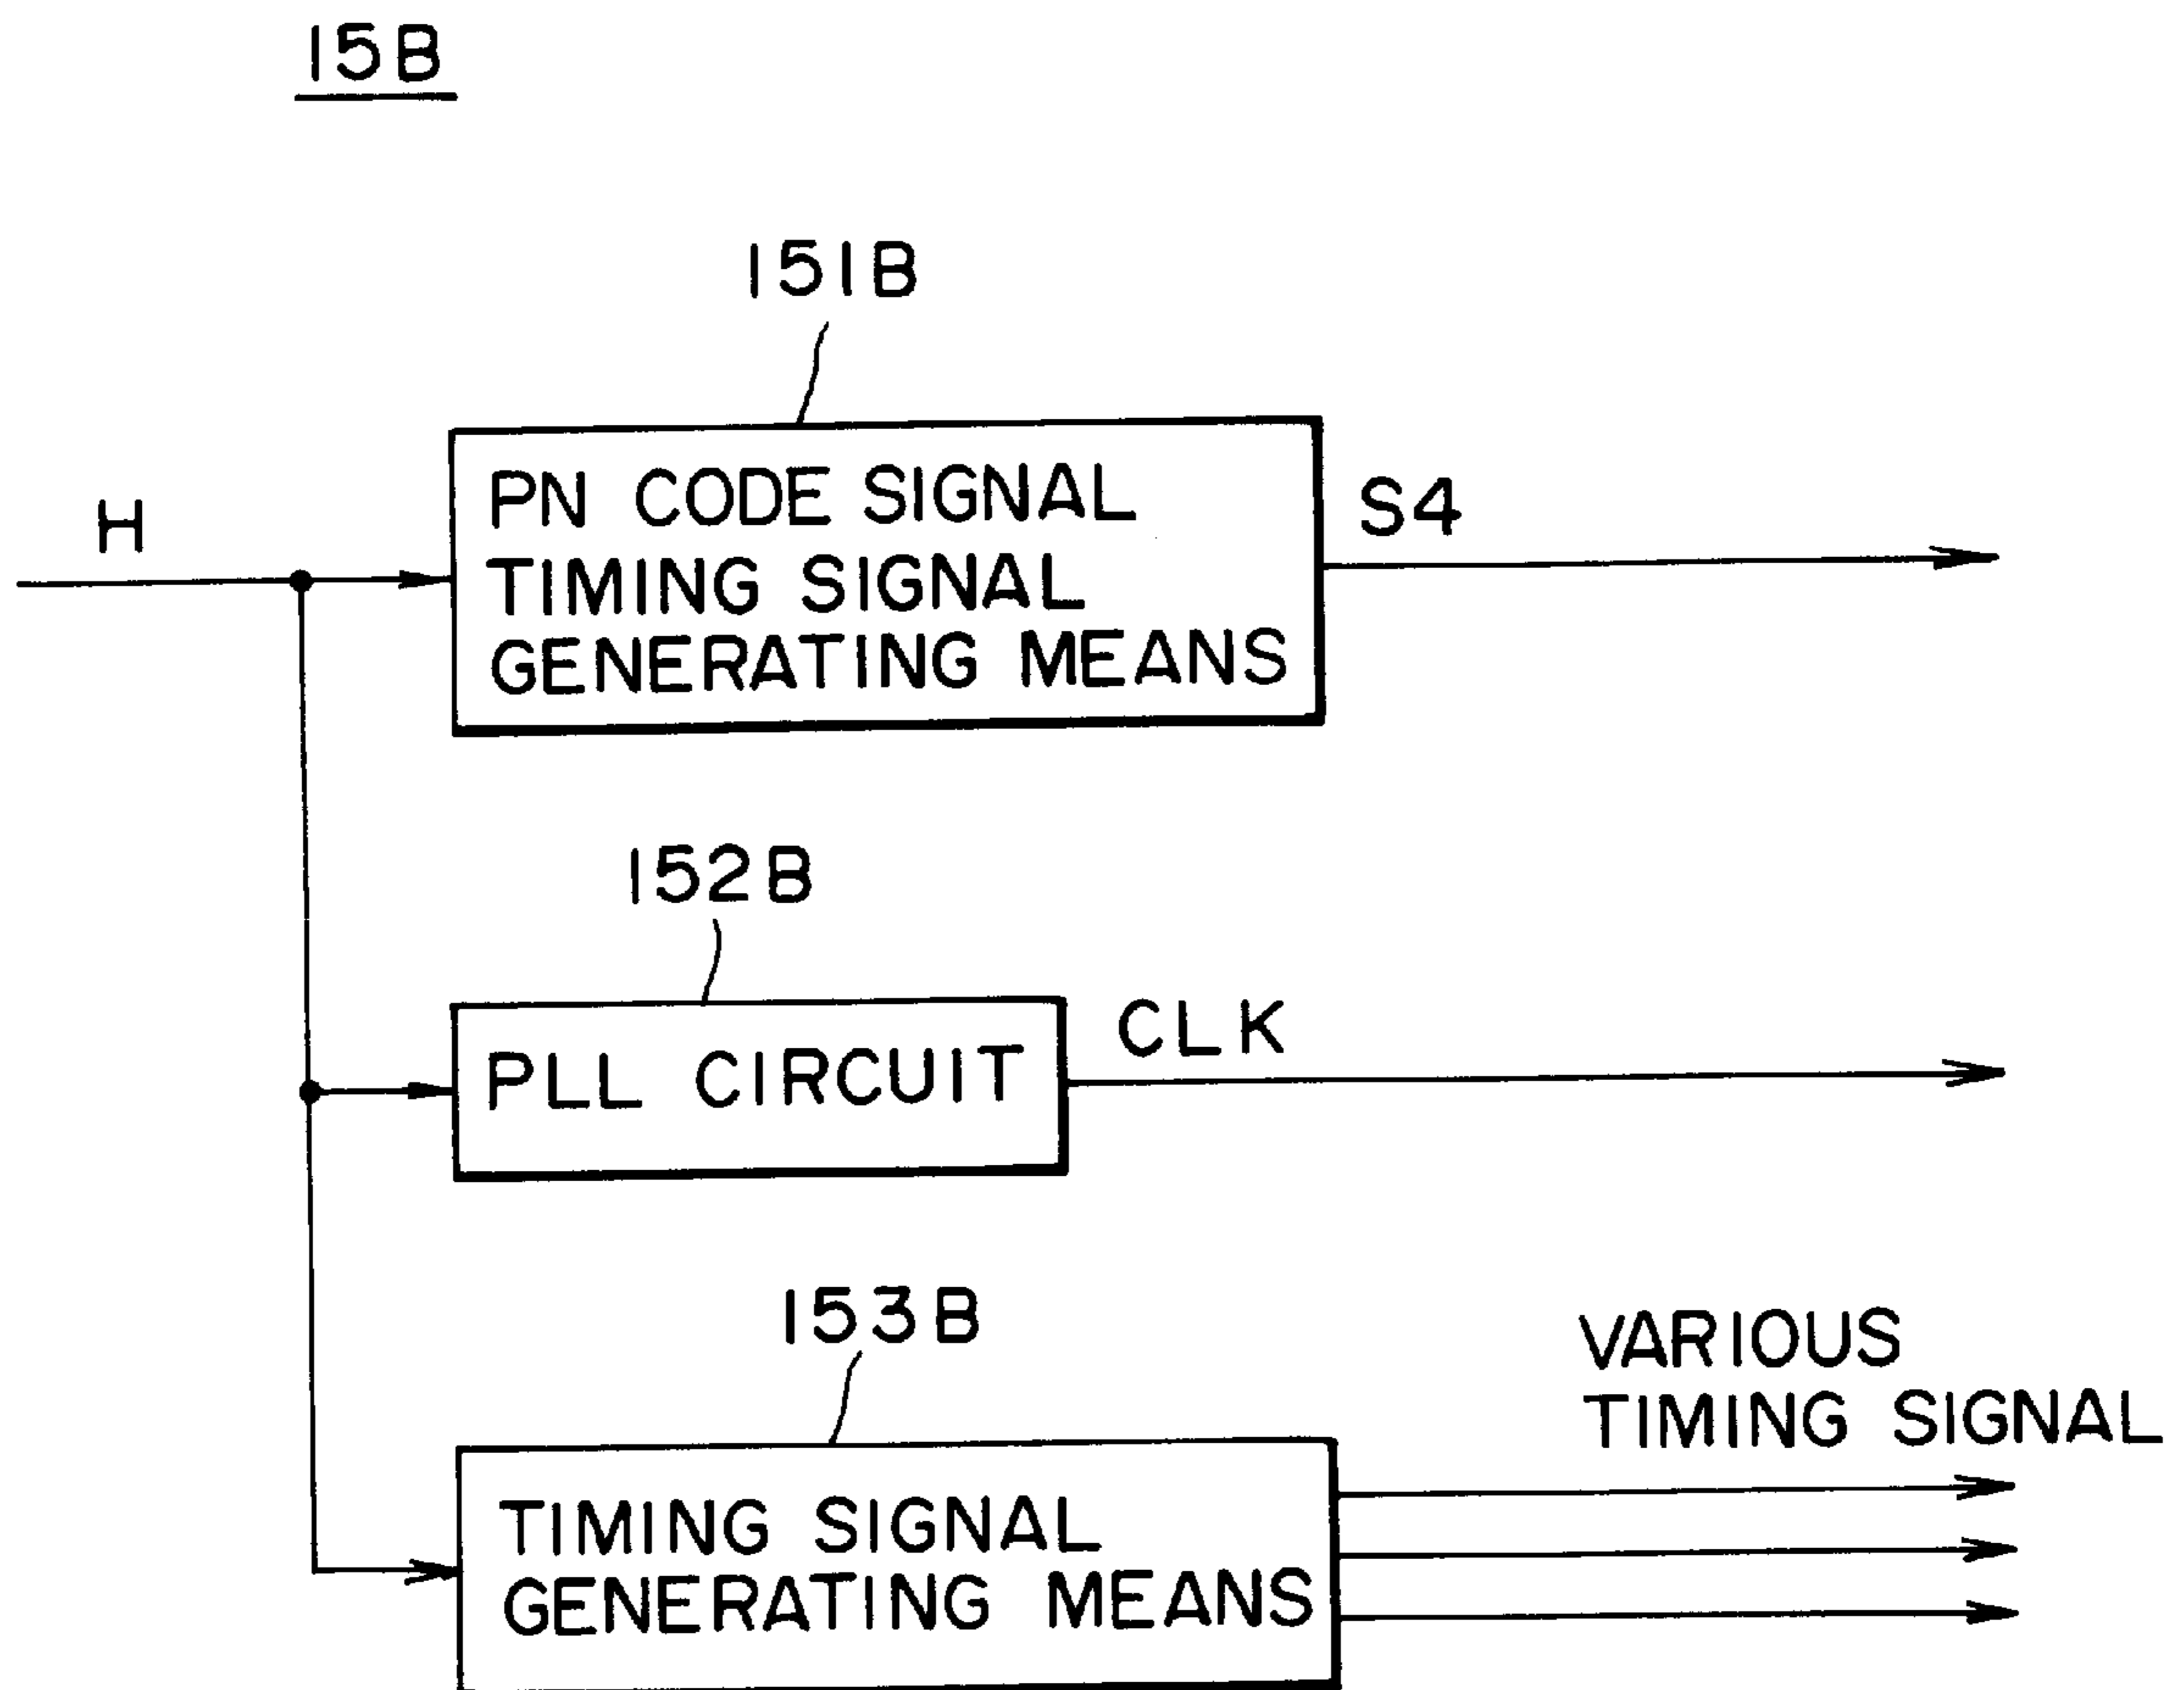 15B
151B
H
PN CODE SIGNAL
TIMING SIGNAL
GENERATING MEANS
S4
152B
PLL CIRCUIT
CLK
153B
VARIOUS
TIMING SIGNAL
TIMING SIGNAL
GENERATING MEANS